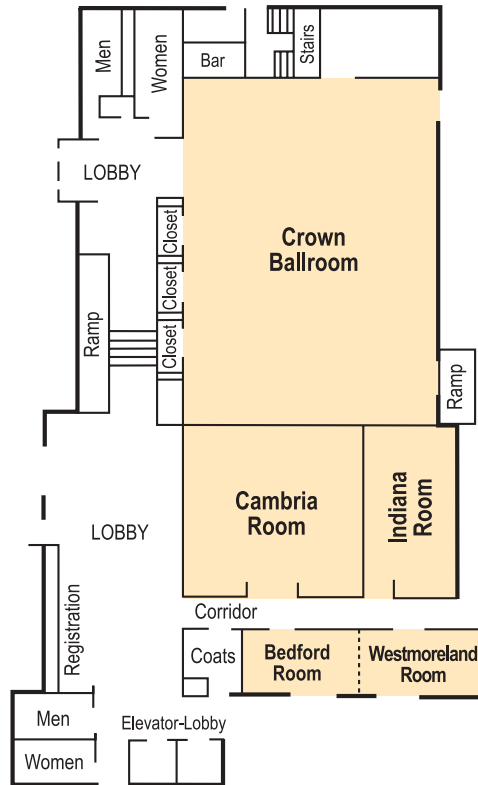 Men
Women
Bar
Stairs
LOBBY
Closet
Crown
Ballroom
Closet
Ramp
Closet
Ramp
Cambria
Room
Indiana
Room
LOBBY
Registration
Corridor
Coats
Bedford
Room
Westmoreland
Room
Men
Elevator-Lobby
Women